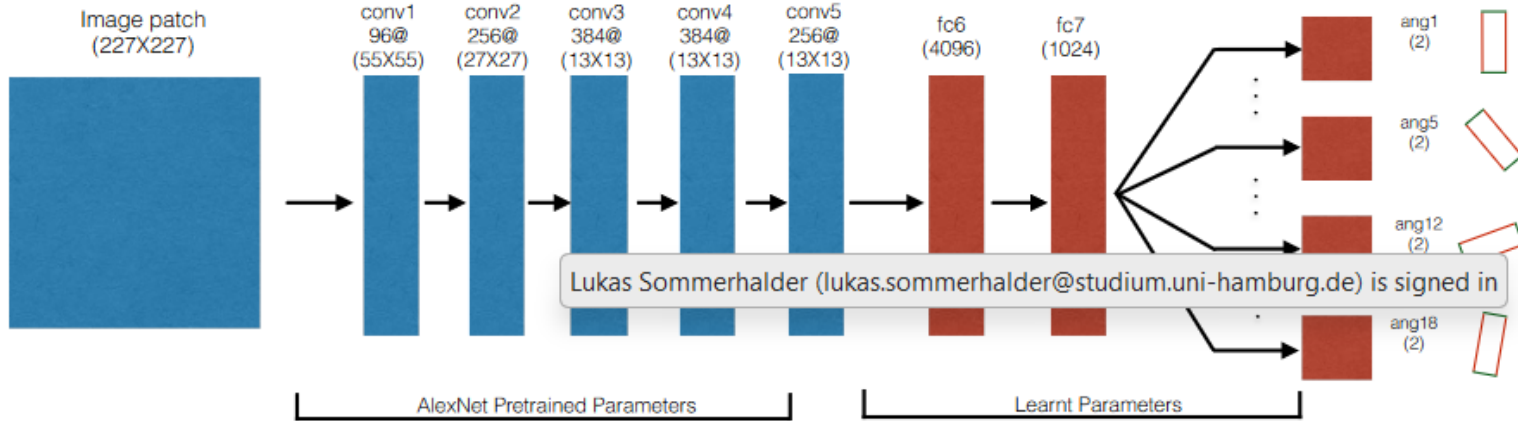 Image patch
(227X227)
conv1
96@
(55X55)
conv2
256@
(27X27)
conv3
384@
(13X13)
conv4
384@
(13X13)
conv5
256@
(13X13)
fc6
(4096)
fc7
(1024)
ang1
(2)
ang5
(2)
ang12
(2)
Lukas Sommerhalder (lukas.sommerhalder@studium.uni-hamburg.de) is signed in
ang18
(2)
AlexNet Pretrained Parameters
Learnt Parameters